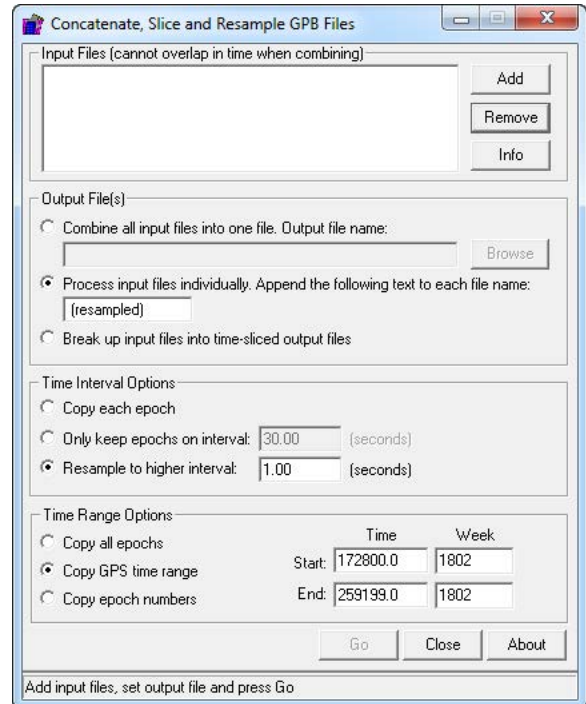 Concatenate, Slice and Resample GPB Files
Input Files (cannot overlap in time when combining)
Add
Remove
Info
Output File(s)
Combine all input files into one file. Output file name:
Browse
Process input files individually. Append the following text to each file name:
(resampled)
Break up input files into time-sliced output files
Time Interval Options
Copy each epoch
Only keep epochs on interval: 30.00 (seconds)
Resample to higher interval: 1.00 (seconds)
Time Range Options
Time Week
Copy all epochs
Start: 172800.0 1802
Copy GPS time range
End: 259199.0 1802
Copy epoch numbers
Go Close About
Add input files, set output file and press Go